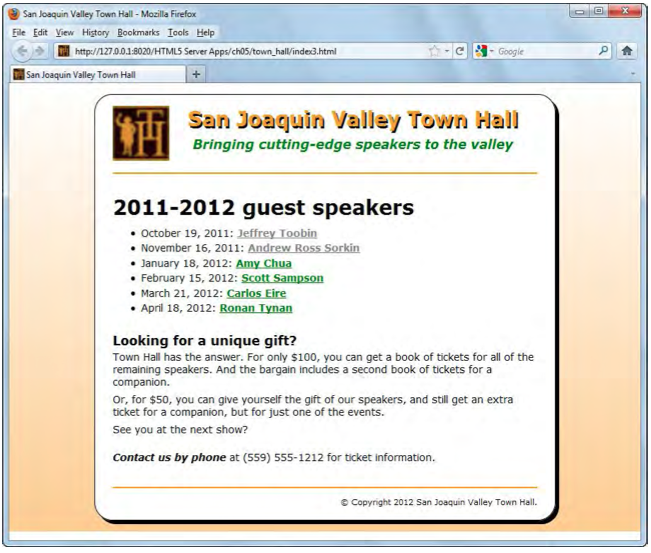 San Joaquin Valley Town Hall - Mozilla Firefox
File Edit View History Bookmarks Tools Help
http://127.0.0.1:8020/HTML5 Server Apps/ch05/town_hall/index3.html
Google
San Joaquin Valley Town Hall
TH
San Joaquin Valley Town Hall
Bringing cutting-edge speakers to the valley
2011-2012 guest speakers
• October 19, 2011: Jeffrey Toobin
• November 16, 2011: Andrew Ross Sorkin
• January 18, 2012: Amy Chua
• February 15, 2012: Scott Sampson
• March 21, 2012: Carlos Eire
• April 18, 2012: Ronan Tynan
Looking for a unique gift?
Town Hall has the answer. For only $100, you can get a book of tickets for all of the
remaining speakers. And the bargain includes a second book of tickets for a
companion.
Or, for $50, you can give yourself the gift of our speakers, and still get an extra
ticket for a companion, but for just one of the events.
See you at the next show?
Contact us by phone at (559) 555-1212 for ticket information.
© Copyright 2012 San Joaquin Valley Town Hall.